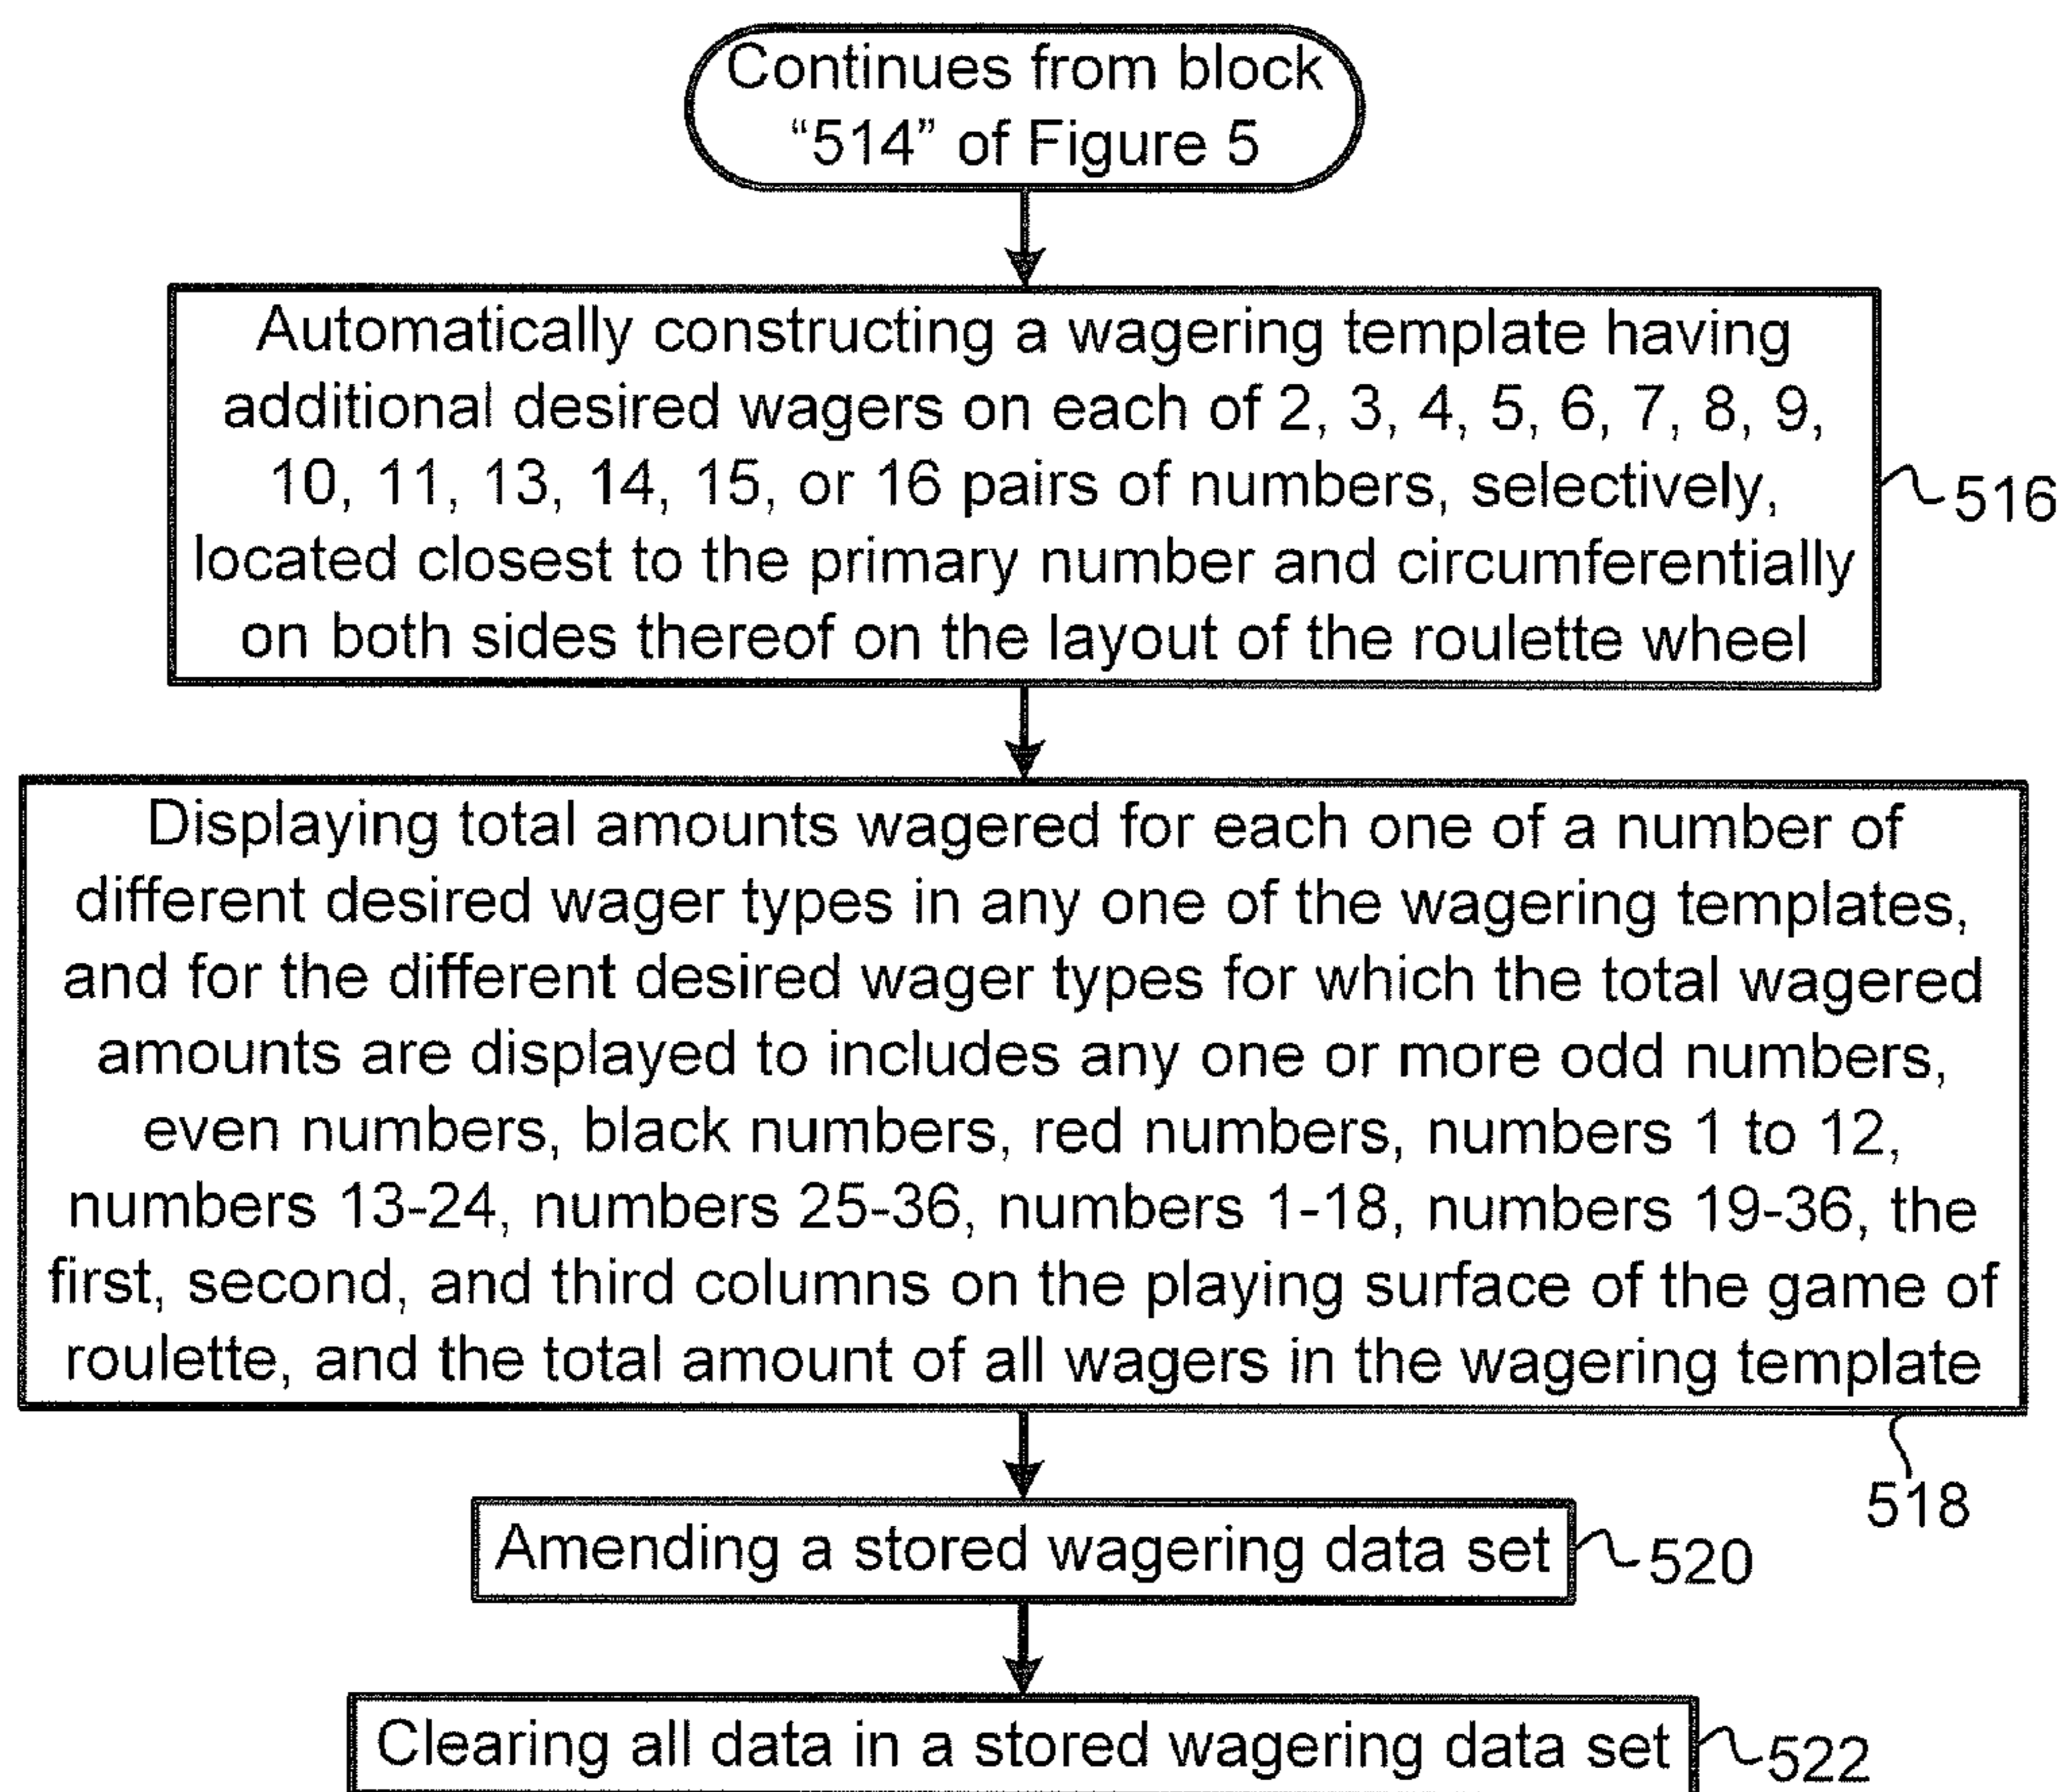 Continues from block
“514” of Figure 5
Automatically constructing a wagering template having
additional desired wagers on each of 2, 3, 4, 5, 6, 7, 8, 9,
10, 11, 13, 14, 15, or 16 pairs of numbers, selectively,
located closest to the primary number and circumferentially
on both sides thereof on the layout of the roulette wheel
516
Displaying total amounts wagered for each one of a number of
different desired wager types in any one of the wagering templates,
and for the different desired wager types for which the total wagered
amounts are displayed to includes any one or more odd numbers,
even numbers, black numbers, red numbers, numbers 1 to 12,
numbers 13-24, numbers 25-36, numbers 1-18, numbers 19-36, the
first, second, and third columns on the playing surface of the game of
roulette, and the total amount of all wagers in the wagering template
518
Amending a stored wagering data set
520
Clearing all data in a stored wagering data set
522